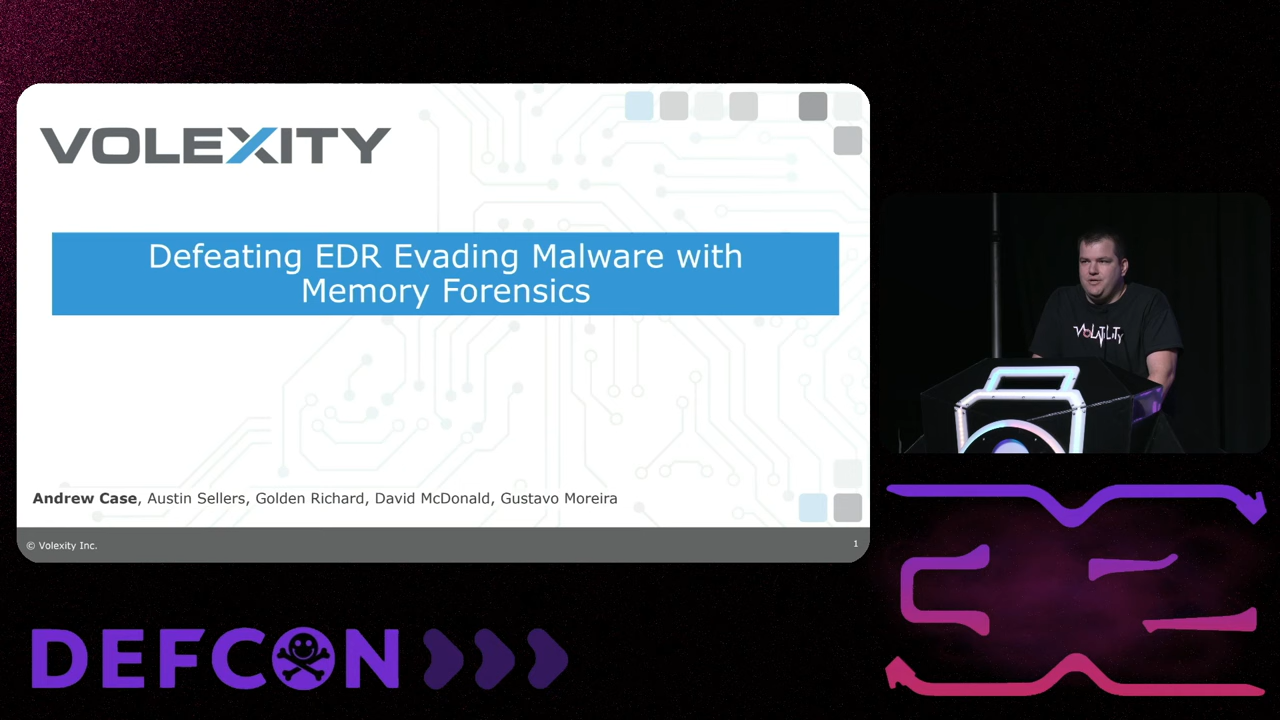 VOLEXITY
Defeating EDR Evading Malware with
Memory Forensics
Andrew Case, Austin Sellers, Golden Richard, David McDonald, Gustavo Moreira
© Volexity Inc.
1
VOLATILITY
DEFCON